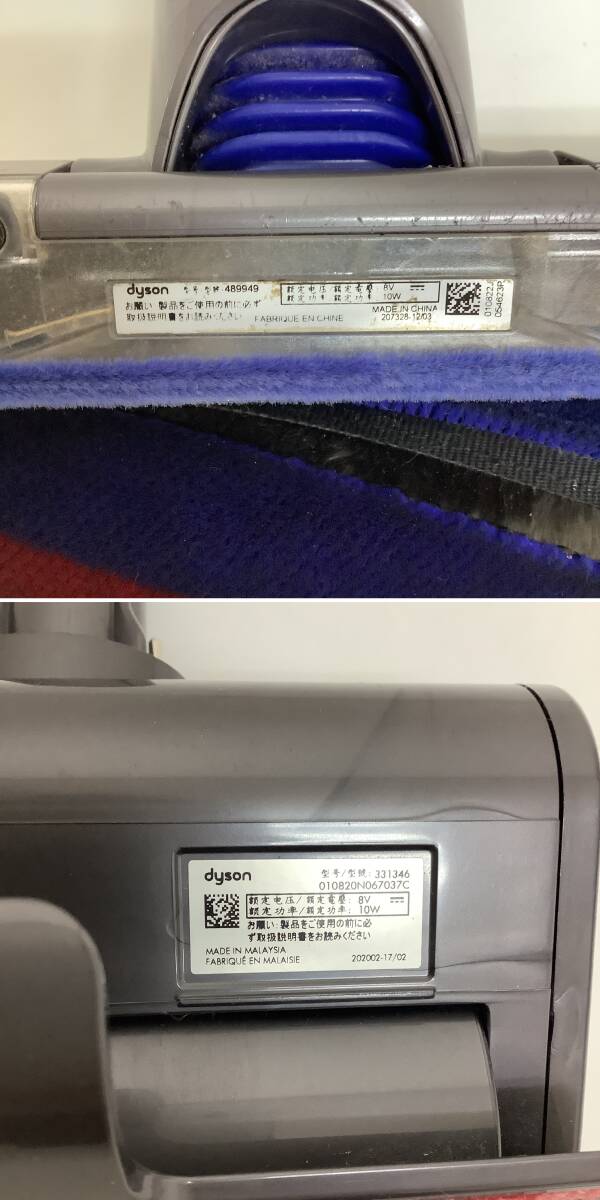 dyson 型号/型號:489949
额定电压/額定電壓: 8V
额定功率/額定功率: 10W
お願い:製品をご使用の前に必ず
取扱説明書をお読みください
FABRIQUE EN CHINE
MADE IN CHINA
207328-12/03
dyson 型号/型號: 331346
010820N067037C
额定电压/額定電壓: 8V
额定功率/額定功率: 10W
お願い:製品をご使用の前に必
ず取扱説明書をお読みください
MADE IN MALAYSIA
FABRIQUÉ EN MALAISIE
202002-17/02